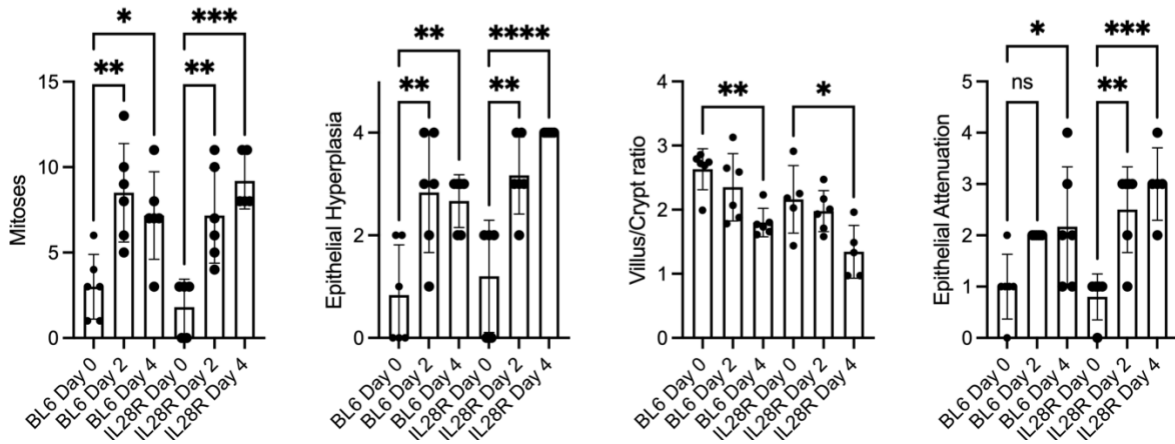 * ***
** **
15
10
5
0
Mitoses
BL6 Day 0
BL6 Day 2
BL6 Day 4
IL28R Day 0
IL28R Day 2
IL28R Day 4
** ****
** **
4
2
0
Epithelial Hyperplasia
BL6 Day 0
BL6 Day 2
BL6 Day 4
IL28R Day 0
IL28R Day 2
IL28R Day 4
** *
4
3
2
1
0
Villus/Crypt ratio
BL6 Day 0
BL6 Day 2
BL6 Day 4
IL28R Day 0
IL28R Day 2
IL28R Day 4
* ***
ns **
5
4
3
2
1
0
Epithelial Attenuation
BL6 Day 0
BL6 Day 2
BL6 Day 4
IL28R Day 0
IL28R Day 2
IL28R Day 4